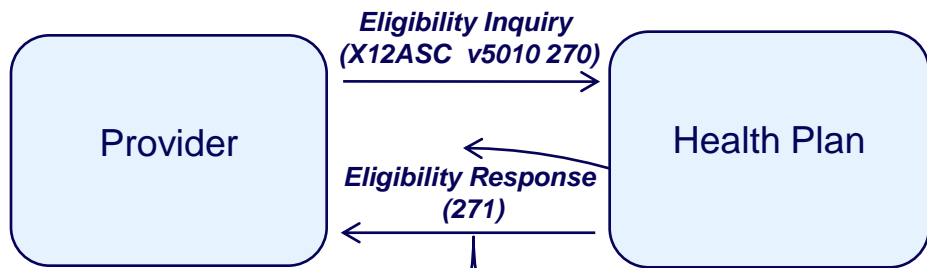 Eligibility Inquiry
(X12ASC v5010 270)
Provider
Health Plan
Eligibility Response
(271)